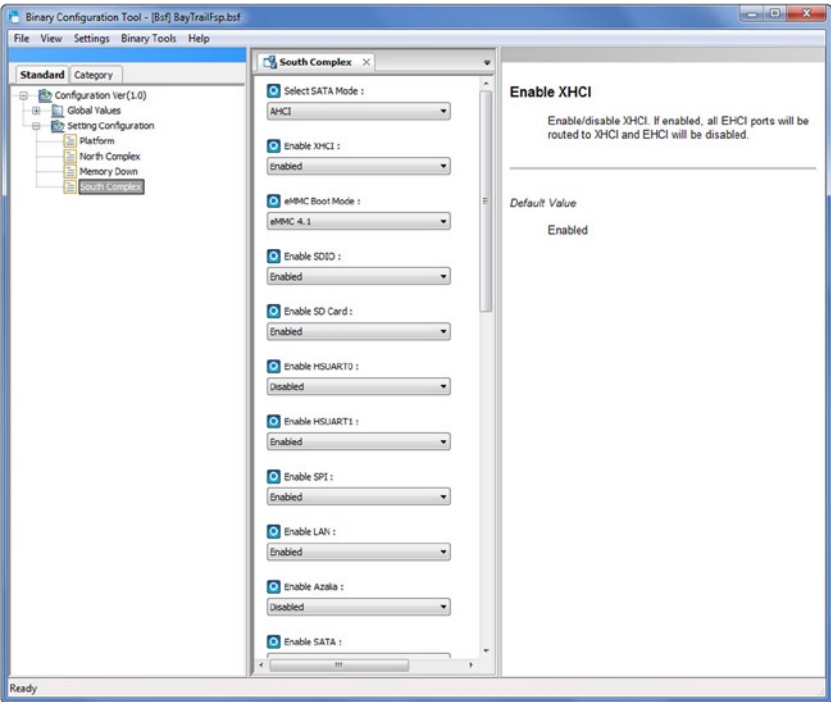 Binary Configuration Tool - [Bsf] BayTrailFsp.bsf
File View Settings Binary Tools Help
Standard Category
Configuration Ver(1.0)
Global Values
Setting Configuration
Platform
North Complex
Memory Down
South Complex
South Complex
Select SATA Mode :
AHCI
Enable XHCI :
Enabled
eMMC Boot Mode :
eMMC 4.1
Enable SDIO :
Enabled
Enable SD Card :
Enabled
Enable HSUART0 :
Disabled
Enable HSUART1 :
Enabled
Enable SPI :
Enabled
Enable LAN :
Enabled
Enable Azalia :
Disabled
Enable SATA :
Enable XHCI
Enable/disable XHCI. If enabled, all EHCI ports will be
routed to XHCI and EHCI will be disabled.
Default Value
Enabled
Ready